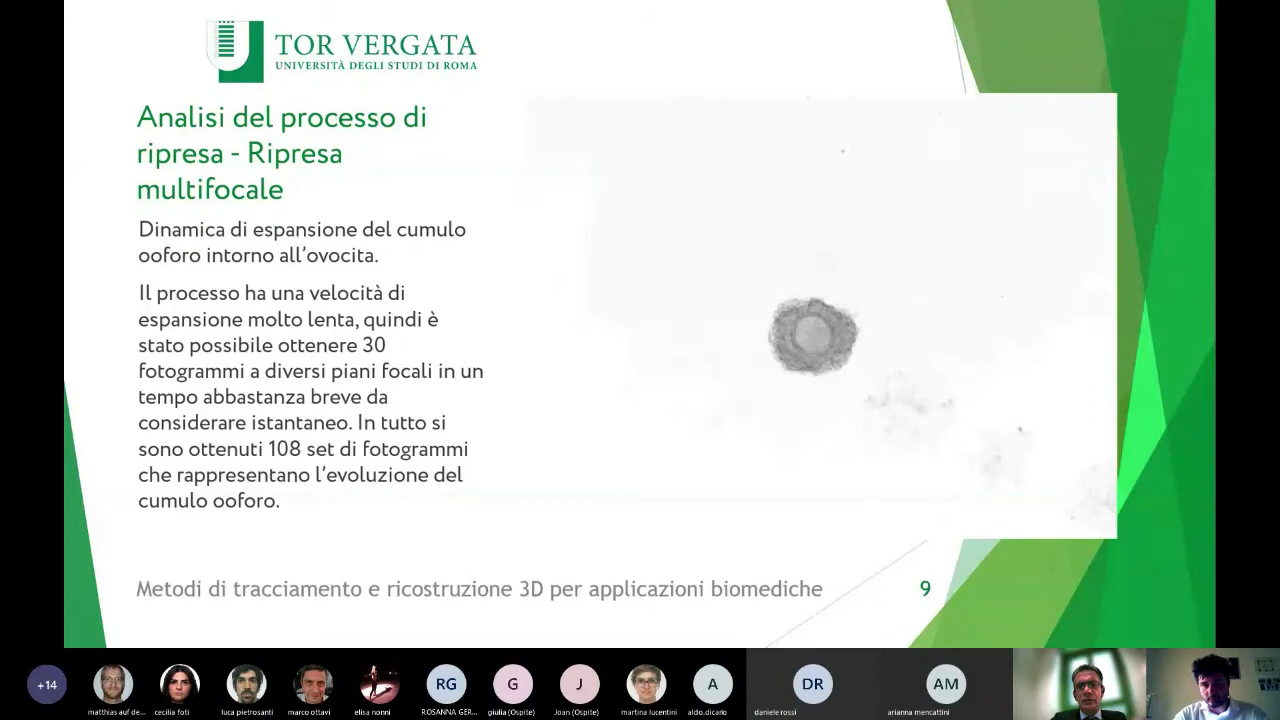 TOR VERGATA
UNIVERSITÀ DEGLI STUDI DI ROMA
Analisi del processo di
ripresa - Ripresa
multifocale
Dinamica di espansione del cumulo
ooforo intorno all'ovocita.
Il processo ha una velocità di
espansione molto lenta, quindi è
stato possibile ottenere 30
fotogrammi a diversi piani focali in un
tempo abbastanza breve da
considerare istantaneo. In tutto si
sono ottenuti 108 set di fotogrammi
che rappresentano l'evoluzione del
cumulo ooforo.
Metodi di tracciamento e ricostruzione 3D per applicazioni biomediche
9
+14
RG
G
J
A
DR
AM
matthias auf de...
cecilia foti
luca pietrosanti
marco ottavi
elisa nonni
ROSANNA GER...
giulia (Ospite)
Joan (Ospite)
martina lucentini
aldo.dicarlo
daniele rossi
arianna mencattini